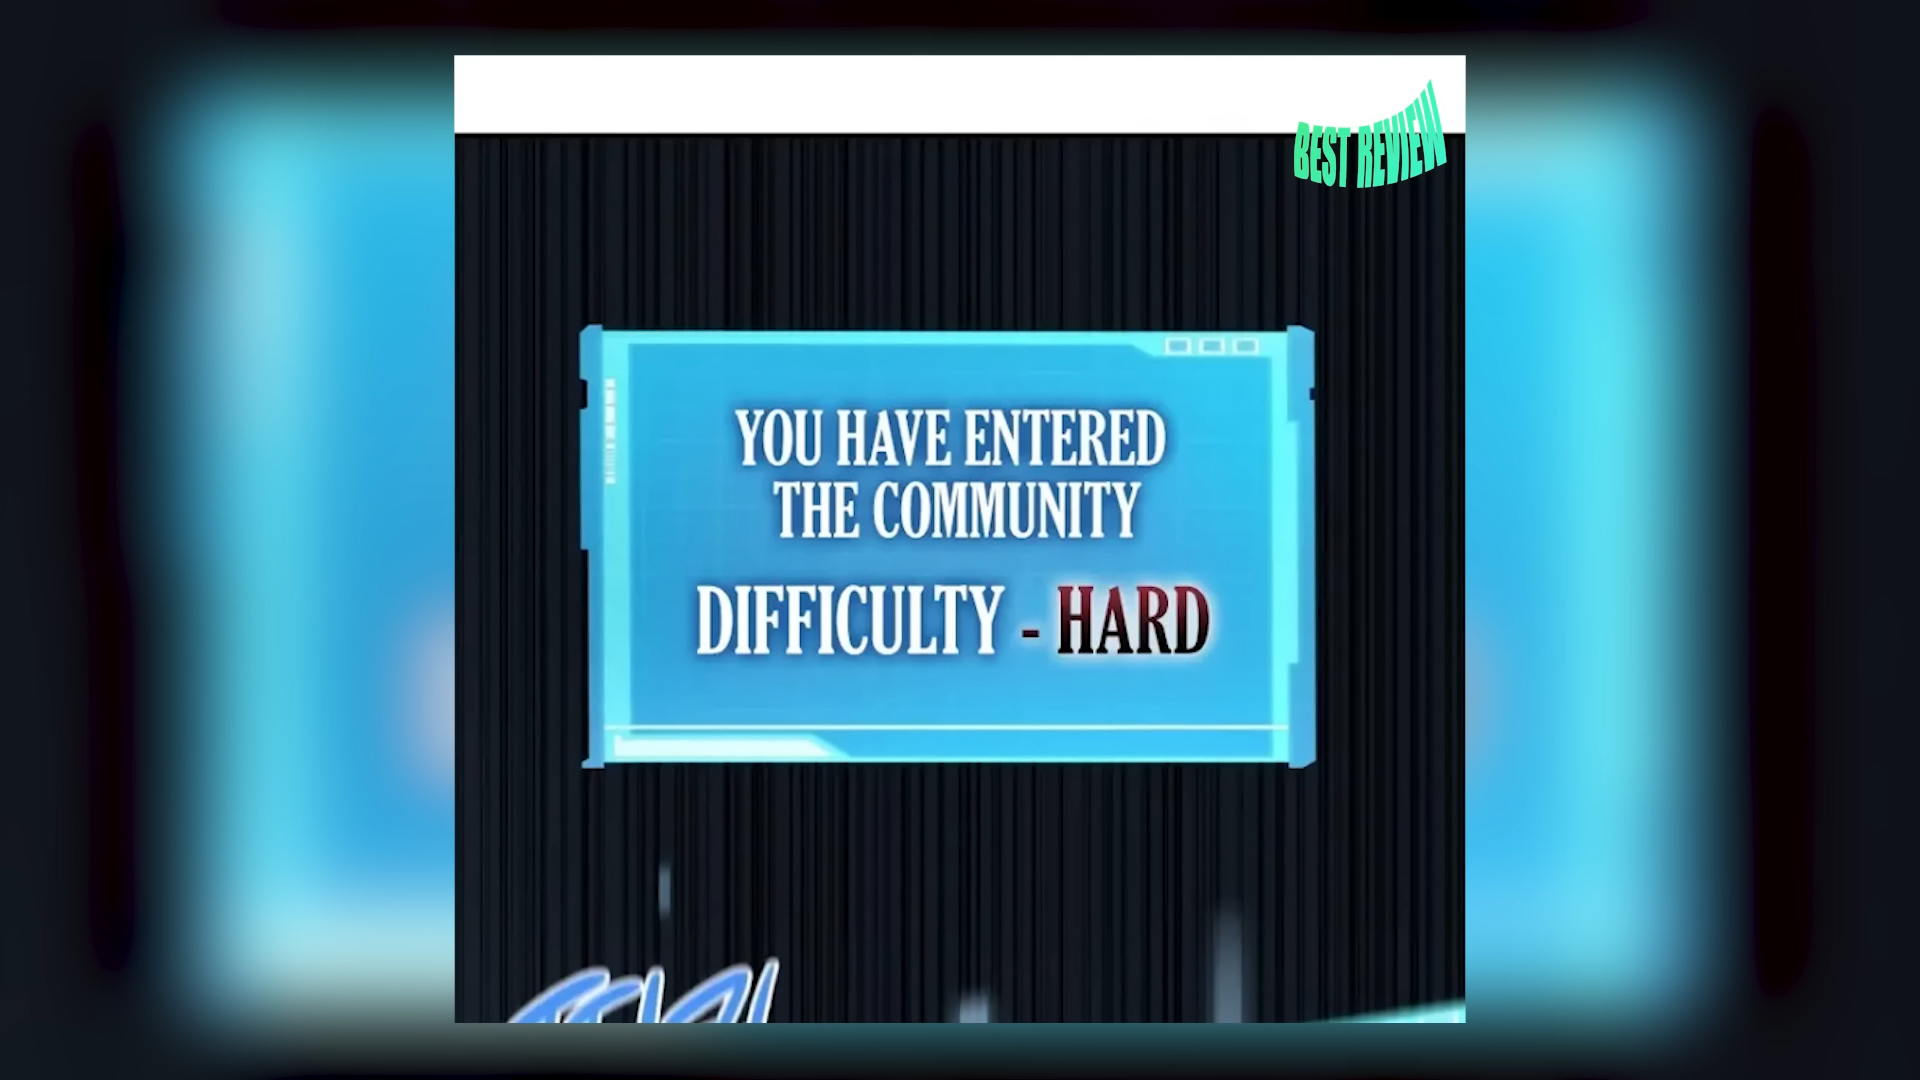 BEST REVIEW
YOU HAVE ENTERED
THE COMMUNITY
DIFFICULTY - HARD